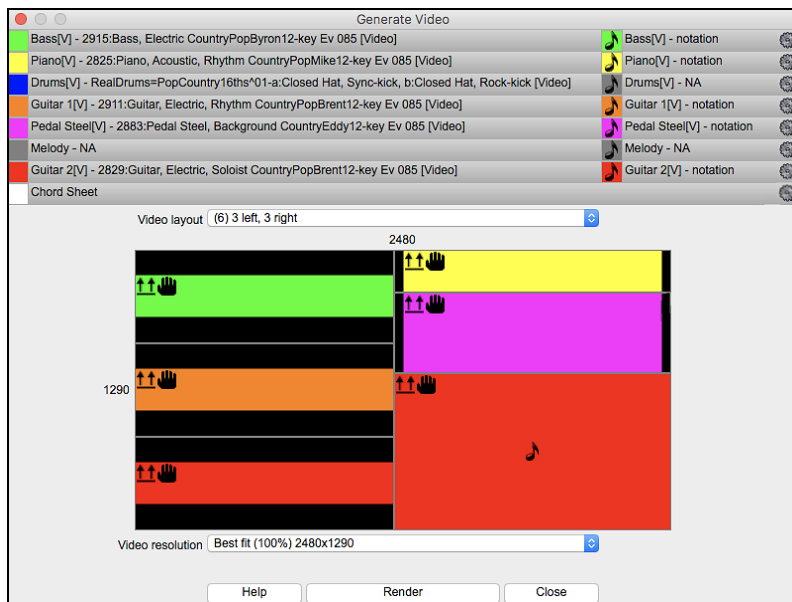 Generate Video
Bass[V] - 2915:Bass, Electric CountryPopByron12-key Ev 085 [Video] Bass[V] - notation
Piano[V] - 2825:Piano, Acoustic, Rhythm CountryPopMike12-key Ev 085 [Video] Piano[V] - notation
Drums[V] - RealDrums=PopCountry16ths^01-a:Closed Hat, Sync-kick, b:Closed Hat, Rock-kick [Video] Drums[V] - NA
Guitar 1[V] - 2911:Guitar, Electric, Rhythm CountryPopBrent12-key Ev 085 [Video] Guitar 1[V] - notation
Pedal Steel[V] - 2883:Pedal Steel, Background CountryEddy12-key Ev 085 [Video] Pedal Steel[V] - notation
Melody - NA Melody - NA
Guitar 2[V] - 2829:Guitar, Electric, Soloist CountryPopBrent12-key Ev 085 [Video] Guitar 2[V] - notation
Chord Sheet
Video layout (6) 3 left, 3 right
2480
1290
Video resolution Best fit (100%) 2480x1290
Help Render Close